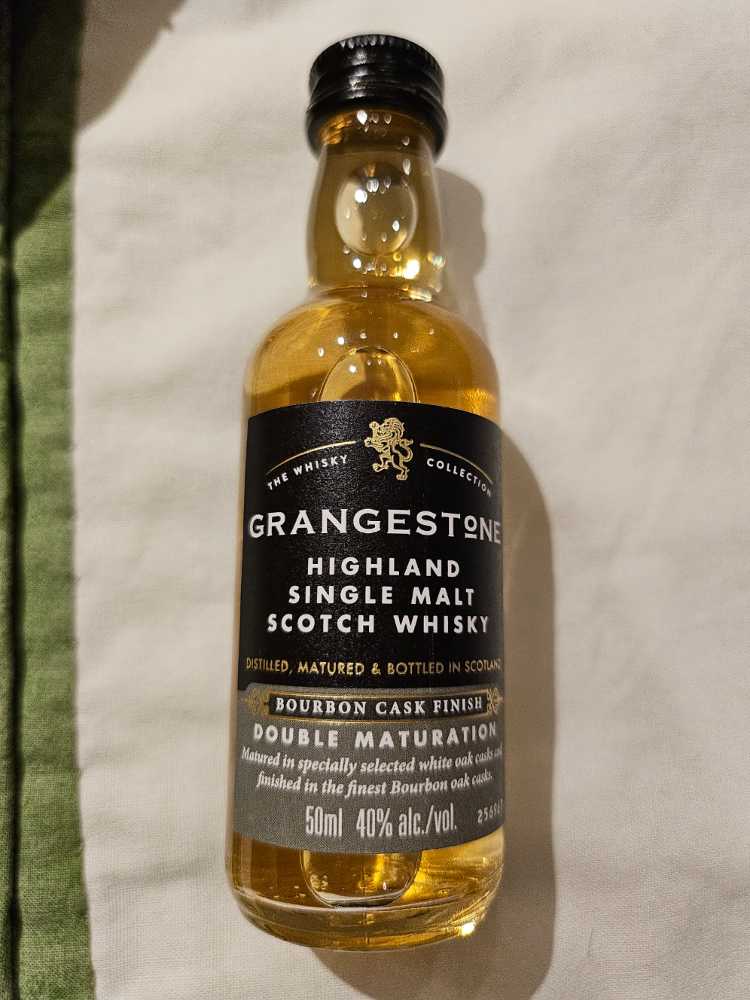 THE WHISKY COLLECTION
GRANGESTONE
HIGHLAND
SINGLE MALT
SCOTCH WHISKY
DISTILLED, MATURED & BOTTLED IN SCOTLAND
BOURBON CASK FINISH
DOUBLE MATURATION
Matured in specially selected white oak casks and
finished in the finest Bourbon oak casks.
50ml 40% alc./vol.